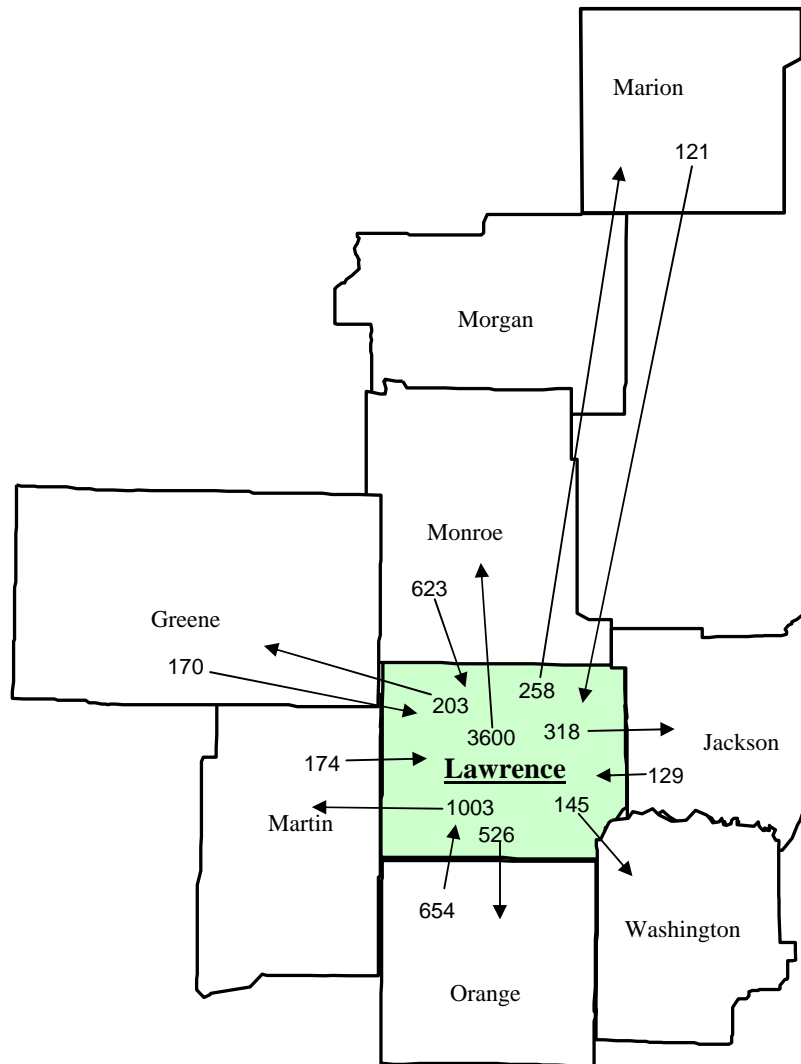 Marion
121
Morgan
Monroe
623
Greene
170
258
203
318
3600
Jackson
174
Lawrence
129
1003
145
Martin
526
654
Washington
Orange